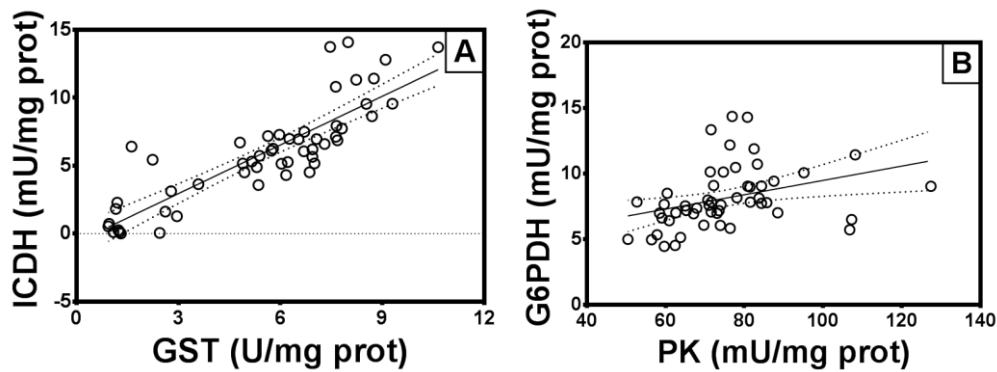 A
ICDH (mU/mg prot)
15
10
5
0
-5
0 3 6 9 12
GST (U/mg prot)
B
G6PDH (mU/mg prot)
20
15
10
5
0
40 60 80 100 120 140
PK (mU/mg prot)